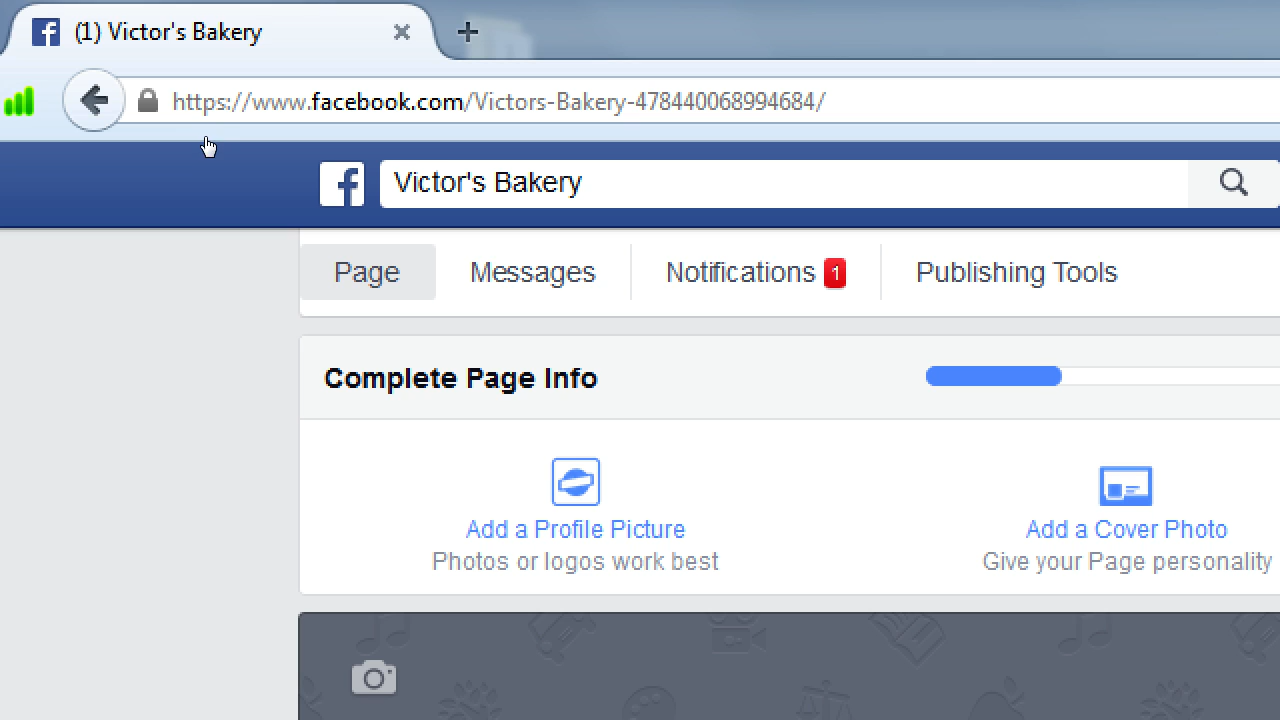 (1) Victor's Bakery
https://www.facebook.com/Victors-Bakery-478440068994684/
Victor's Bakery
Page Messages Notifications 1 Publishing Tools
Complete Page Info
Add a Profile Picture Add a Cover Photo
Photos or logos work best Give your Page personality